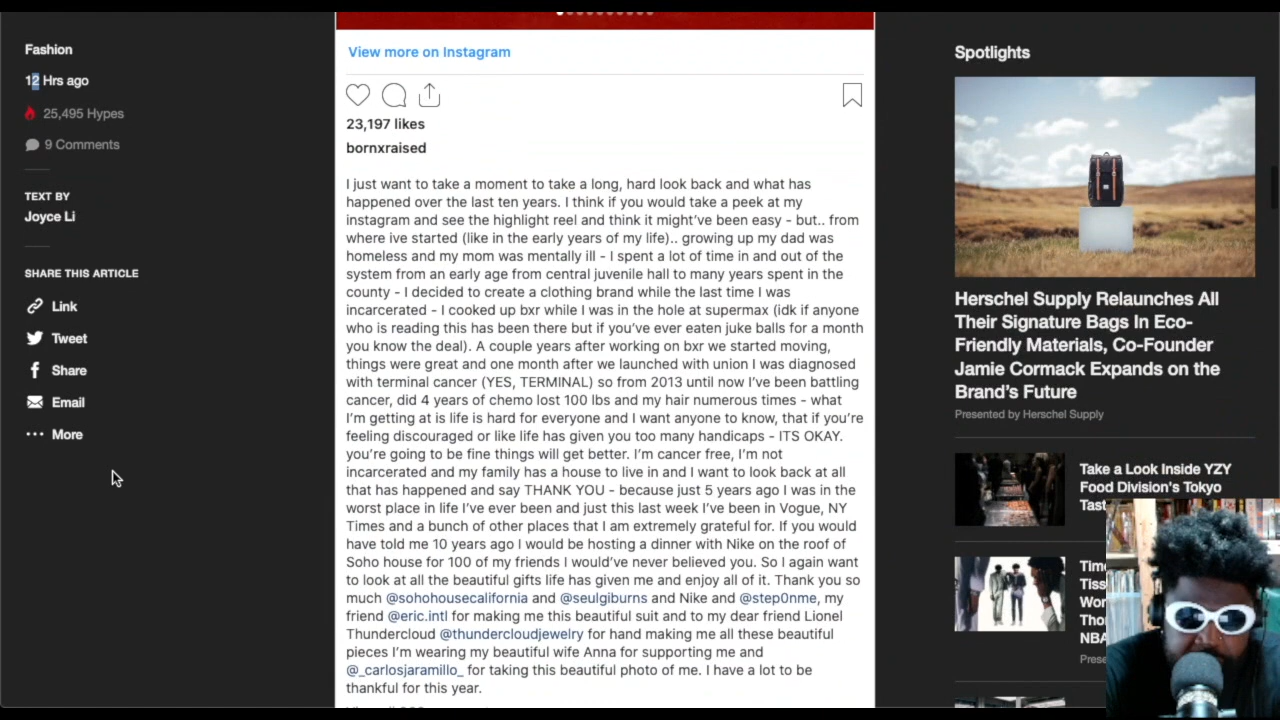 Fashion
12 Hrs ago
25,495 Hypes
9 Comments
TEXT BY
Joyce Li
SHARE THIS ARTICLE
Link
Tweet
Share
Email
More
View more on Instagram
23,197 likes
bornxraised
I just want to take a moment to take a long, hard look back and what has
happened over the last ten years. I think if you would take a peek at my
instagram and see the highlight reel and think it might've been easy - but.. from
where ive started (like in the early years of my life).. growing up my dad was
homeless and my mom was mentally ill - I spent a lot of time in and out of the
system from an early age from central juvenile hall to many years spent in the
county - I decided to create a clothing brand while the last time I was
incarcerated - I cooked up bxr while I was in the hole at supermax (idk if anyone
who is reading this has been there but if you've ever eaten juke balls for a month
you know the deal). A couple years after working on bxr we started moving,
things were great and one month after we launched with union I was diagnosed
with terminal cancer (YES, TERMINAL) so from 2013 until now I've been battling
cancer, did 4 years of chemo lost 100 lbs and my hair numerous times - what
I'm getting at is life is hard for everyone and I want anyone to know, that if you're
feeling discouraged or like life has given you too many handicaps - ITS OKAY.
you're going to be fine things will get better. I'm cancer free, I'm not
incarcerated and my family has a house to live in and I want to look back at all
that has happened and say THANK YOU - because just 5 years ago I was in the
worst place in life I've ever been and just this last week I've been in Vogue, NY
Times and a bunch of other places that I am extremely grateful for. If you would
have told me 10 years ago I would be hosting a dinner with Nike on the roof of
Soho house for 100 of my friends I would've never believed you. So I again want
to look at all the beautiful gifts life has given me and enjoy all of it. Thank you so
much @sohohousecalifornia and @seulgiburns and Nike and @step0nme, my
friend @eric.intl for making me this beautiful suit and to my dear friend Lionel
Thundercloud @thundercloudjewelry for hand making me all these beautiful
pieces I'm wearing my beautiful wife Anna for supporting me and
@_carlosjaramillo_ for taking this beautiful photo of me. I have a lot to be
thankful for this year.
Spotlights
Herschel Supply Relaunches All
Their Signature Bags In Eco-
Friendly Materials, Co-Founder
Jamie Cormack Expands on the
Brand's Future
Presented by Herschel Supply
Take a Look Inside YZY
Food Division's Tokyo
NBA